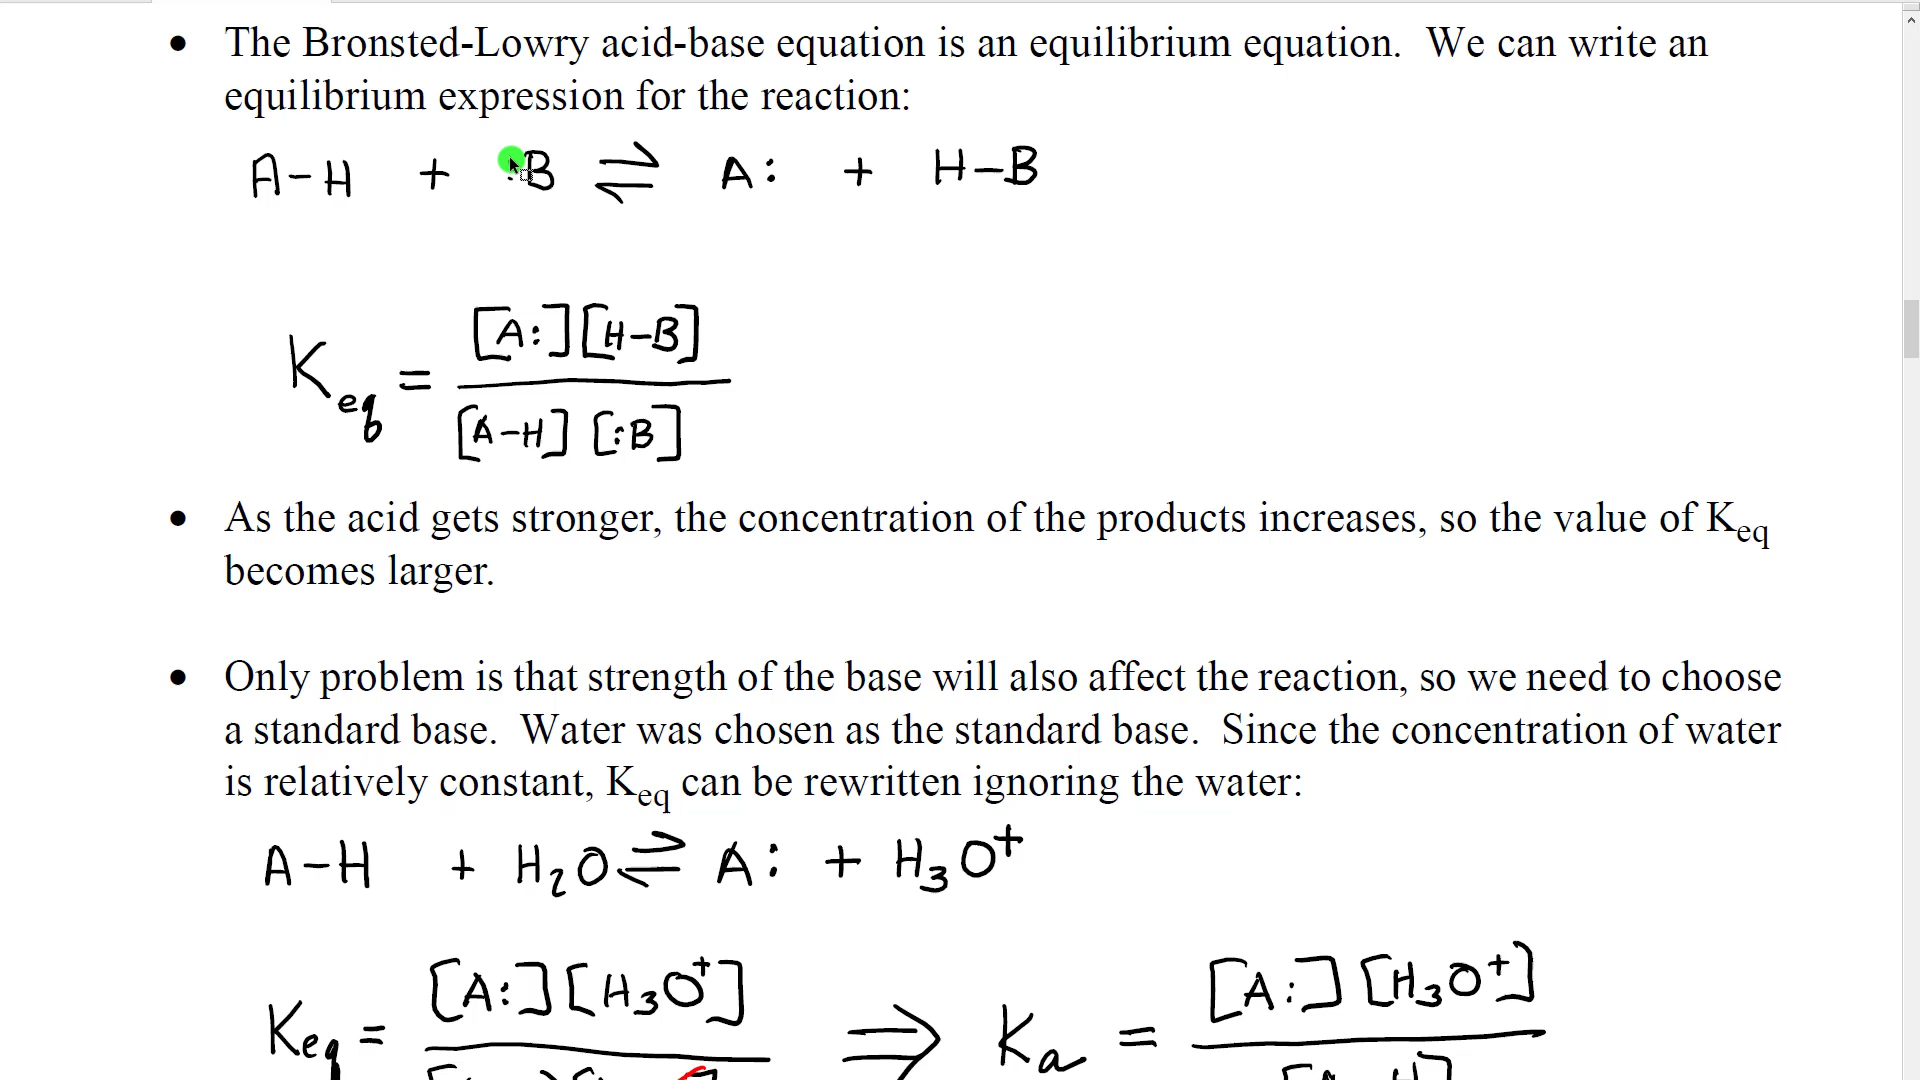 • The Bronsted-Lowry acid-base equation is an equilibrium equation. We can write an
equilibrium expression for the reaction:
A-H + :B ⇌ A: + H-B
Keq = [A:][H-B] / [A-H][:B]
• As the acid gets stronger, the concentration of the products increases, so the value of Keq
becomes larger.
• Only problem is that strength of the base will also affect the reaction, so we need to choose
a standard base. Water was chosen as the standard base. Since the concentration of water
is relatively constant, Keq can be rewritten ignoring the water:
A-H + H₂O ⇌ A: + H₃O⁺
Keq = [A:][H₃O⁺] ⇒ Ka = [A:][H₃O⁺]